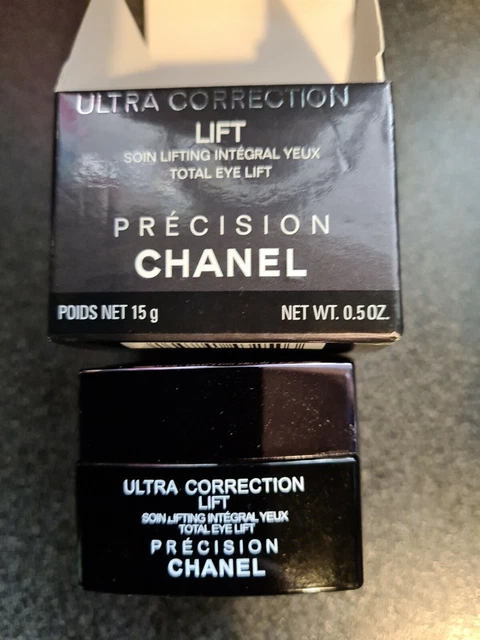 ULTRA CORRECTION
LIFT
SOIN LIFTING INTÉGRAL YEUX
TOTAL EYE LIFT
PRÉCISION
CHANEL
POIDS NET 15 g NET WT. 0.5 OZ.
ULTRA CORRECTION
LIFT
SOIN LIFTING INTÉGRAL YEUX
TOTAL EYE LIFT
PRÉCISION
CHANEL